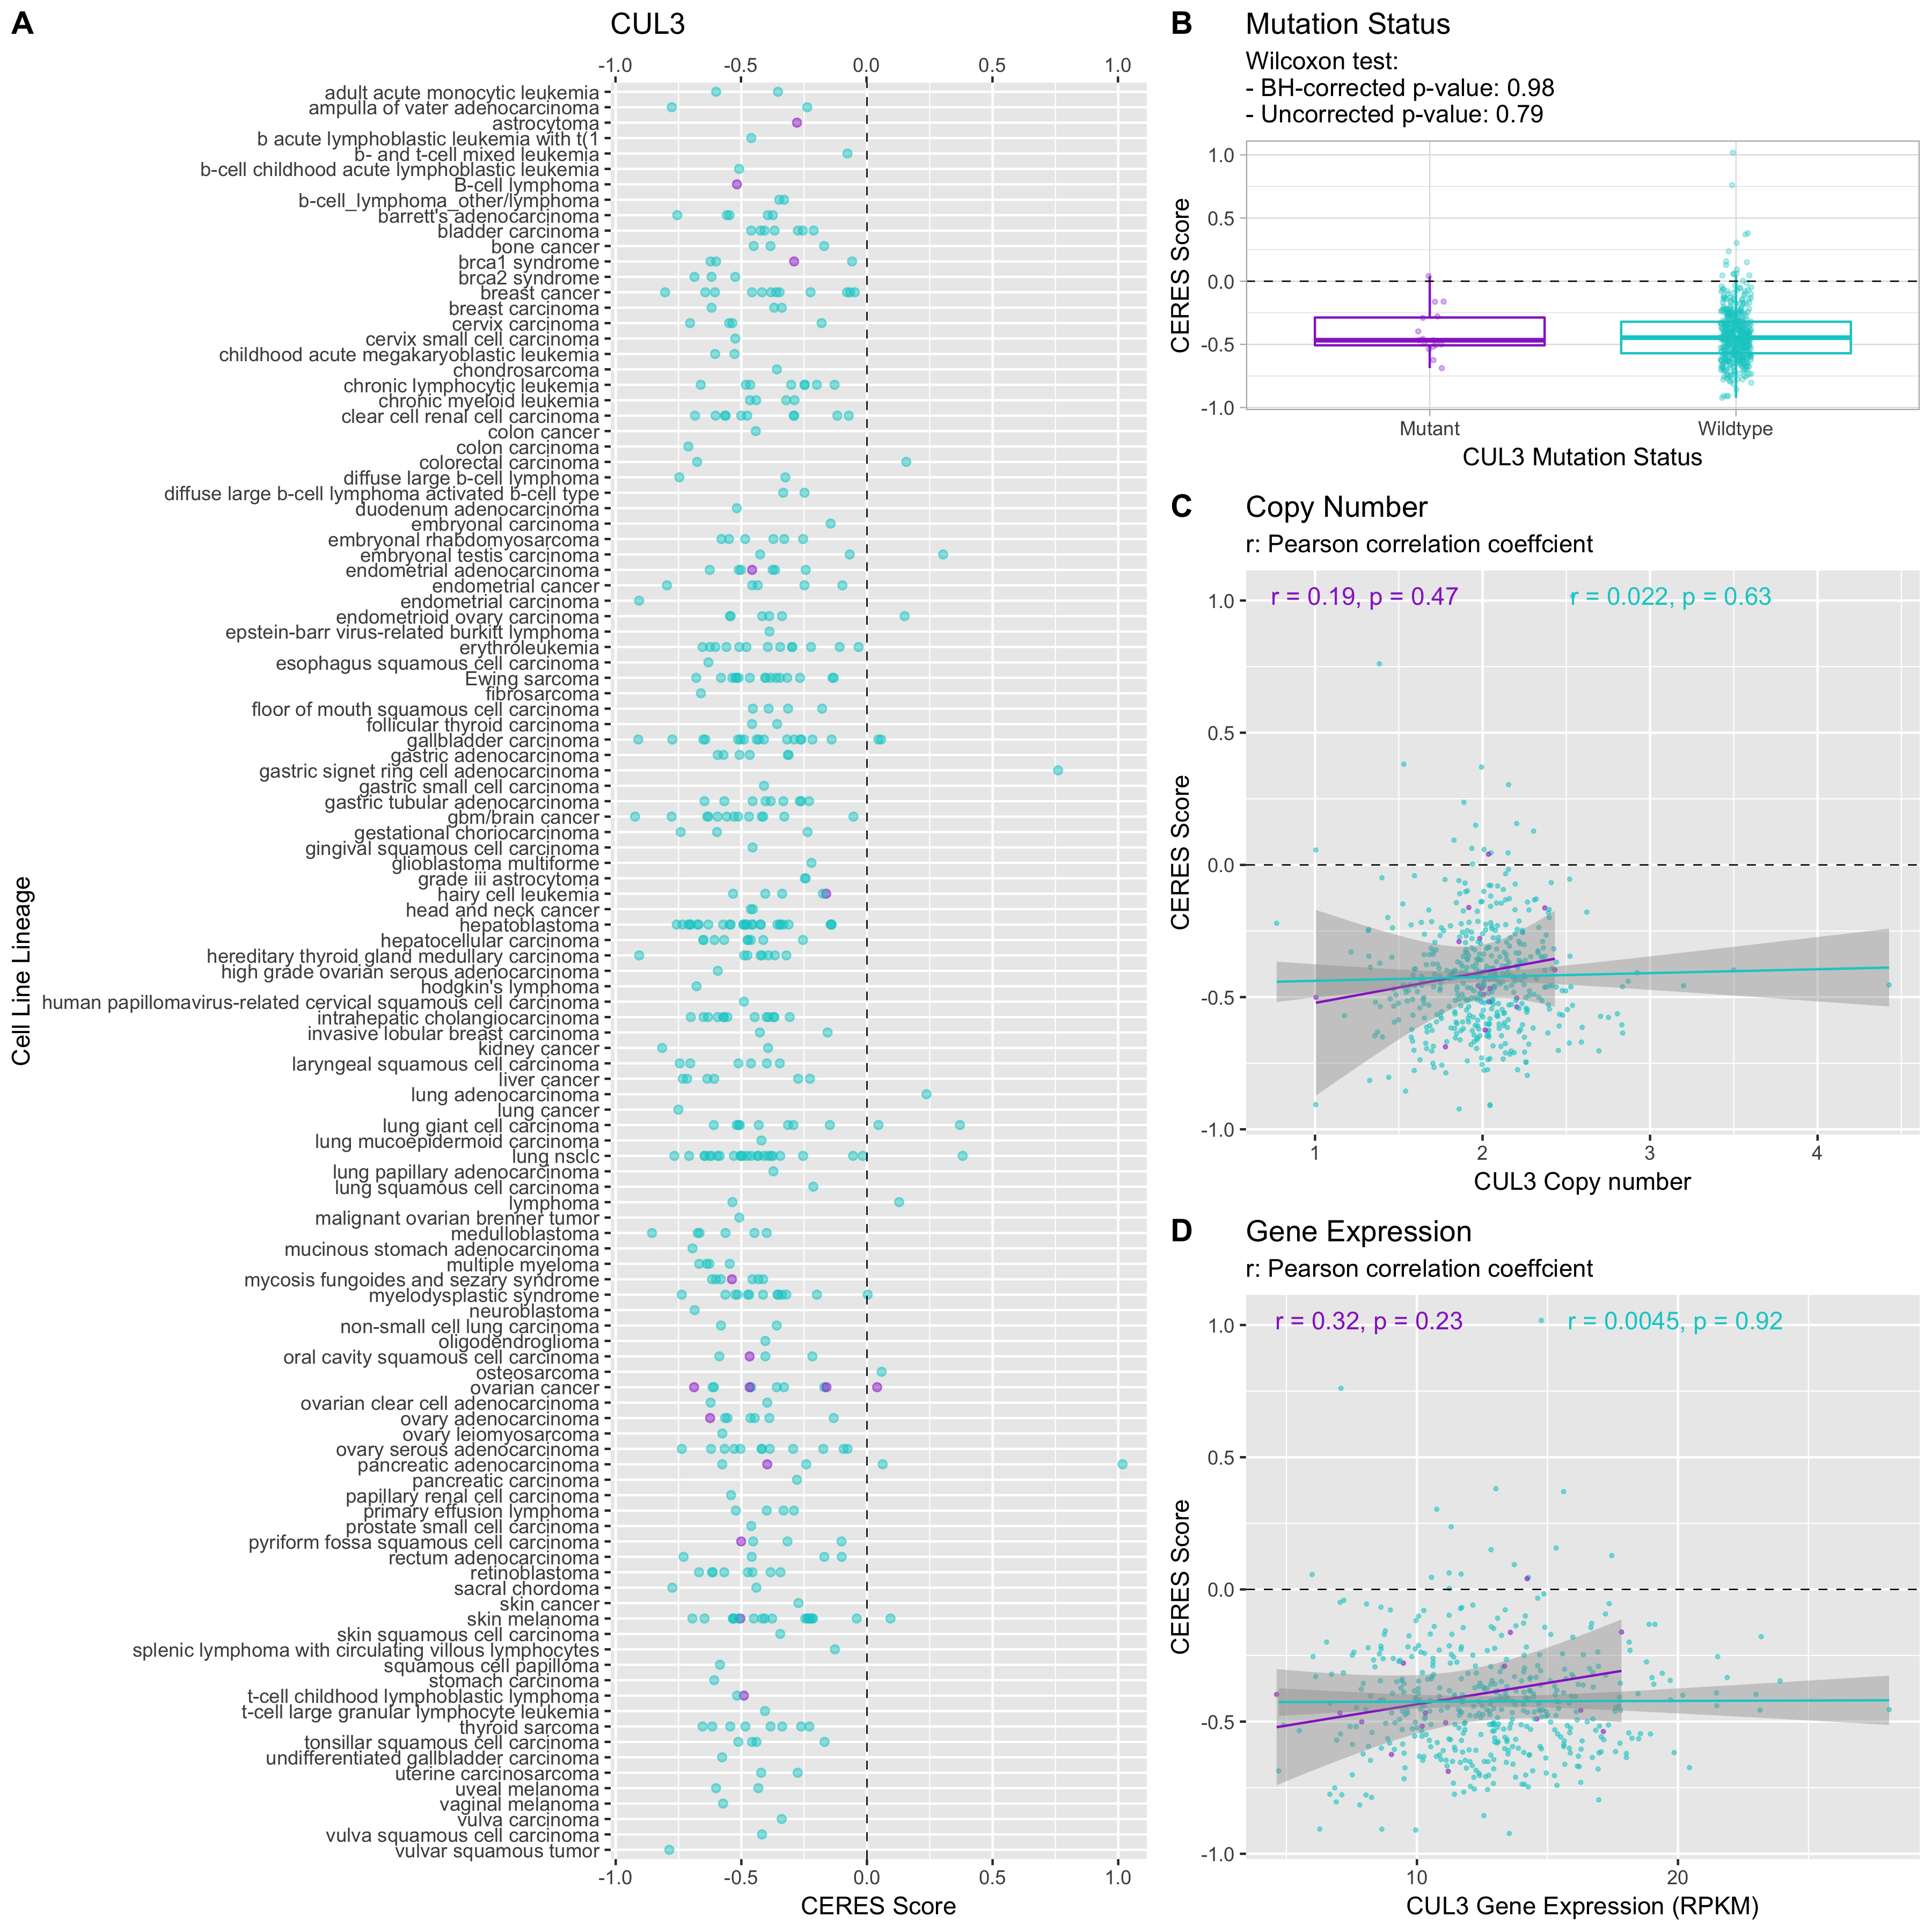 A
CUL3
-1.0 -0.5 0.0 0.5 1.0
adult acute monocytic leukemia
ampulla of vater adenocarcinoma
astrocytoma
b acute lymphoblastic leukemia with t(1
b- and t-cell mixed leukemia
b-cell childhood acute lymphoblastic leukemia
B-cell lymphoma
b-cell_lymphoma_other/lymphoma
barrett's adenocarcinoma
bladder carcinoma
bone cancer
brca1 syndrome
brca2 syndrome
breast cancer
breast carcinoma
cervix carcinoma
cervix small cell carcinoma
childhood acute megakaryoblastic leukemia
chondrosarcoma
chronic lymphocytic leukemia
chronic myeloid leukemia
clear cell renal cell carcinoma
colon cancer
colon carcinoma
colorectal carcinoma
diffuse large b-cell lymphoma
diffuse large b-cell lymphoma activated b-cell type
duodenum adenocarcinoma
embryonal carcinoma
embryonal rhabdomyosarcoma
embryonal testis carcinoma
endometrial adenocarcinoma
endometrial cancer
endometrial carcinoma
endometrioid ovary carcinoma
epstein-barr virus-related burkitt lymphoma
erythroleukemia
esophagus squamous cell carcinoma
Ewing sarcoma
fibrosarcoma
floor of mouth squamous cell carcinoma
follicular thyroid carcinoma
gallbladder carcinoma
gastric adenocarcinoma
gastric signet ring cell adenocarcinoma
gastric small cell carcinoma
gastric tubular adenocarcinoma
gbm/brain cancer
gestational choriocarcinoma
gingival squamous cell carcinoma
glioblastoma multiforme
grade iii astrocytoma
hairy cell leukemia
head and neck cancer
hepatoblastoma
hepatocellular carcinoma
hereditary thyroid gland medullary carcinoma
high grade ovarian serous adenocarcinoma
hodgkin's lymphoma
human papillomavirus-related cervical squamous cell carcinoma
intrahepatic cholangiocarcinoma
invasive lobular breast carcinoma
kidney cancer
laryngeal squamous cell carcinoma
liver cancer
lung adenocarcinoma
lung cancer
lung giant cell carcinoma
lung mucoepidermoid carcinoma
lung nsclc
lung papillary adenocarcinoma
lung squamous cell carcinoma
lymphoma
malignant ovarian brenner tumor
medulloblastoma
mucinous stomach adenocarcinoma
multiple myeloma
mycosis fungoides and sezary syndrome
myelodysplastic syndrome
neuroblastoma
non-small cell lung carcinoma
oligodendroglioma
oral cavity squamous cell carcinoma
osteosarcoma
ovarian cancer
ovarian clear cell adenocarcinoma
ovary adenocarcinoma
ovary leiomyosarcoma
ovary serous adenocarcinoma
pancreatic adenocarcinoma
pancreatic carcinoma
papillary renal cell carcinoma
primary effusion lymphoma
prostate small cell carcinoma
pyriform fossa squamous cell carcinoma
rectum adenocarcinoma
retinoblastoma
sacral chordoma
skin cancer
skin melanoma
skin squamous cell carcinoma
splenic lymphoma with circulating villous lymphocytes
squamous cell papilloma
stomach carcinoma
t-cell childhood lymphoblastic lymphoma
t-cell large granular lymphocyte leukemia
thyroid sarcoma
tonsillar squamous cell carcinoma
undifferentiated gallbladder carcinoma
uterine carcinosarcoma
uveal melanoma
vaginal melanoma
vulva carcinoma
vulva squamous cell carcinoma
vulvar squamous tumor
-1.0 -0.5 0.0 0.5 1.0
CERES Score
Cell Line Lineage
B
Mutation Status
Wilcoxon test:
- BH-corrected p-value: 0.98
- Uncorrected p-value: 0.79
1.0
0.5
0.0
-0.5
-1.0
CERES Score
Mutant Wildtype
CUL3 Mutation Status
C
Copy Number
r: Pearson correlation coeffcient
r = 0.19, p = 0.47 r = 0.022, p = 0.63
1.0
0.5
0.0
-0.5
-1.0
CERES Score
1 2 3 4
CUL3 Copy number
D
Gene Expression
r: Pearson correlation coeffcient
r = 0.32, p = 0.23 r = 0.0045, p = 0.92
1.0
0.5
0.0
-0.5
-1.0
CERES Score
10 20
CUL3 Gene Expression (RPKM)